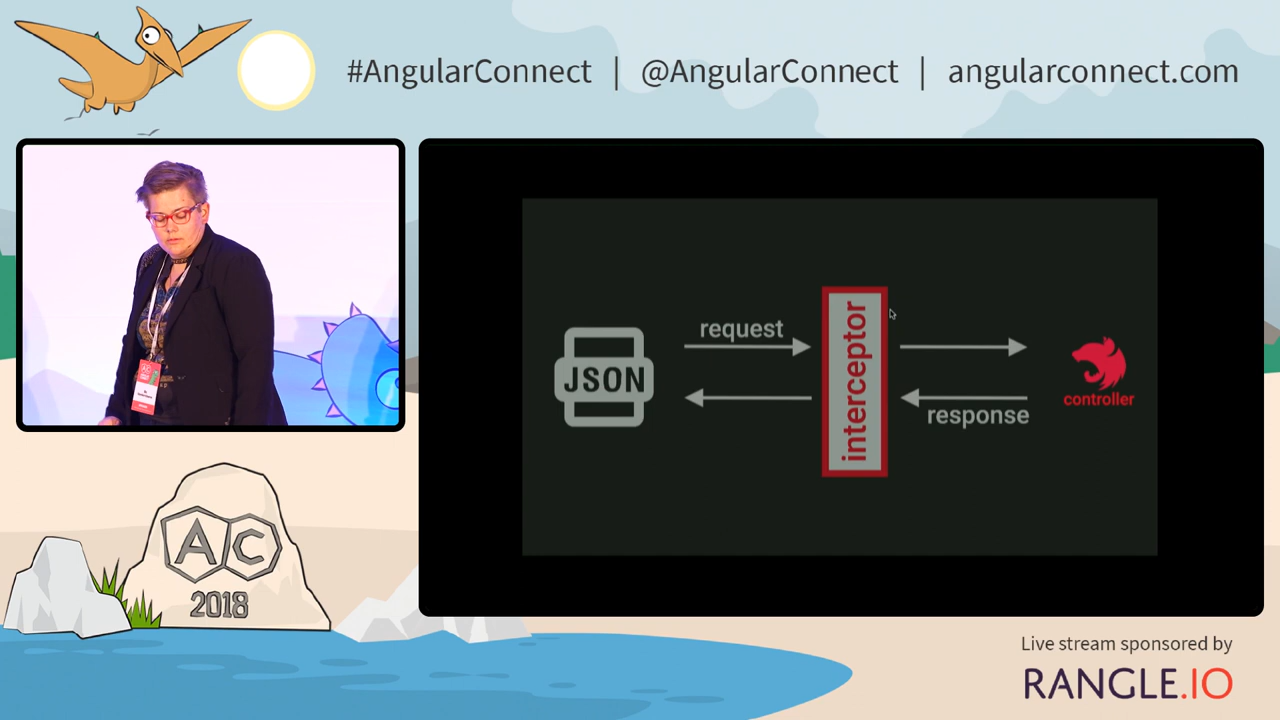 #AngularConnect | @AngularConnect | angularconnect.com
request
JSON
interceptor
controller
response
AC
2018
Live stream sponsored by
RANGLE.IO